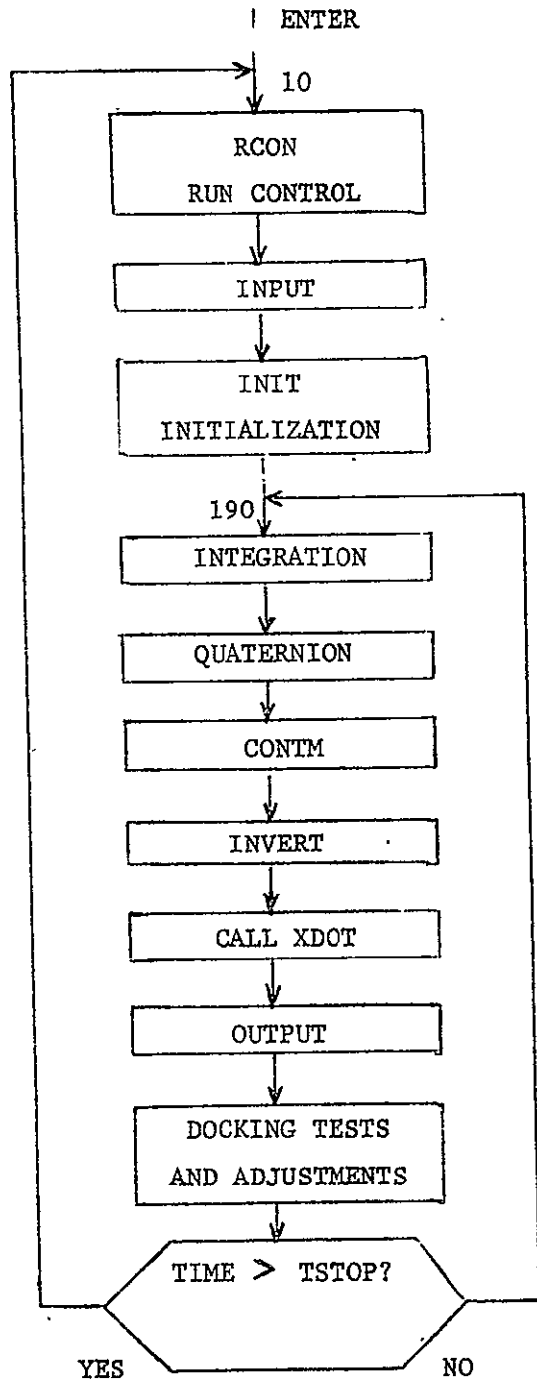 ENTER
10
RCON
RUN CONTROL
INPUT
INIT
INITIALIZATION
190
INTEGRATION
QUATERNION
CONTM
INVERT
CALL XDOT
OUTPUT
DOCKING TESTS
AND ADJUSTMENTS
TIME > TSTOP?
YES
NO